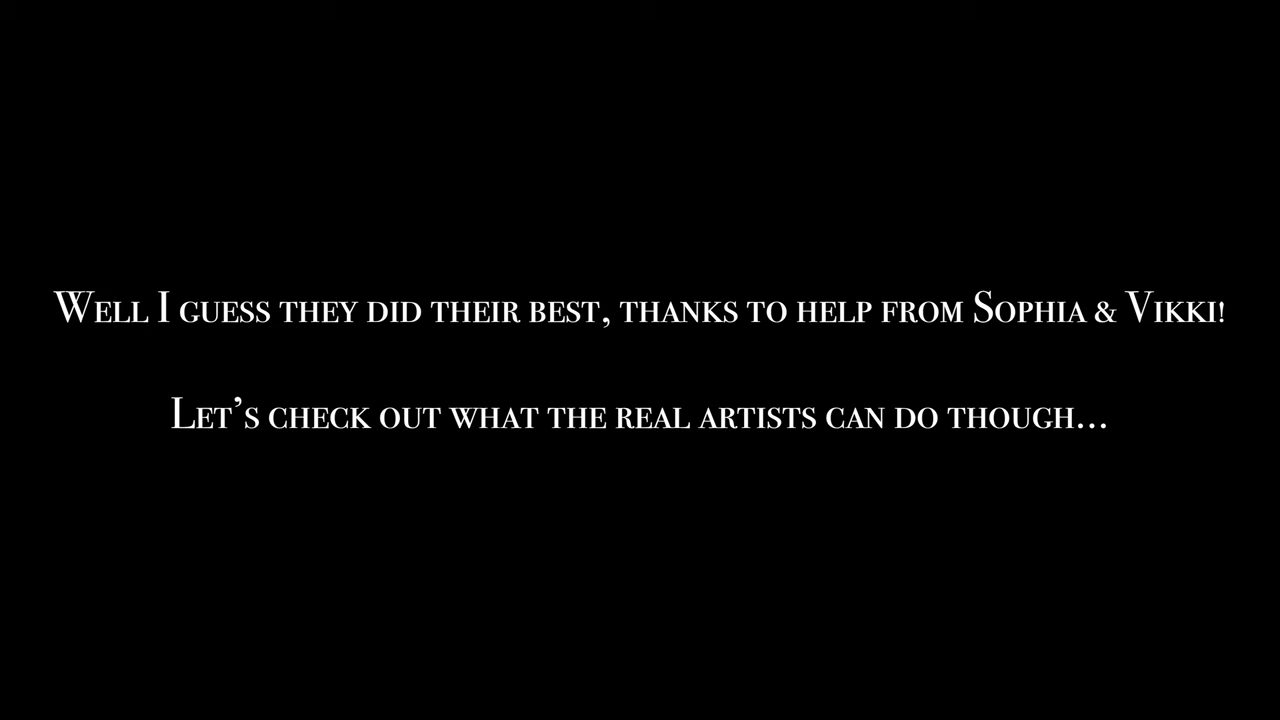 Well I guess they did their best, thanks to help from Sophia & Vikki!
Let’s check out what the real artists can do though...